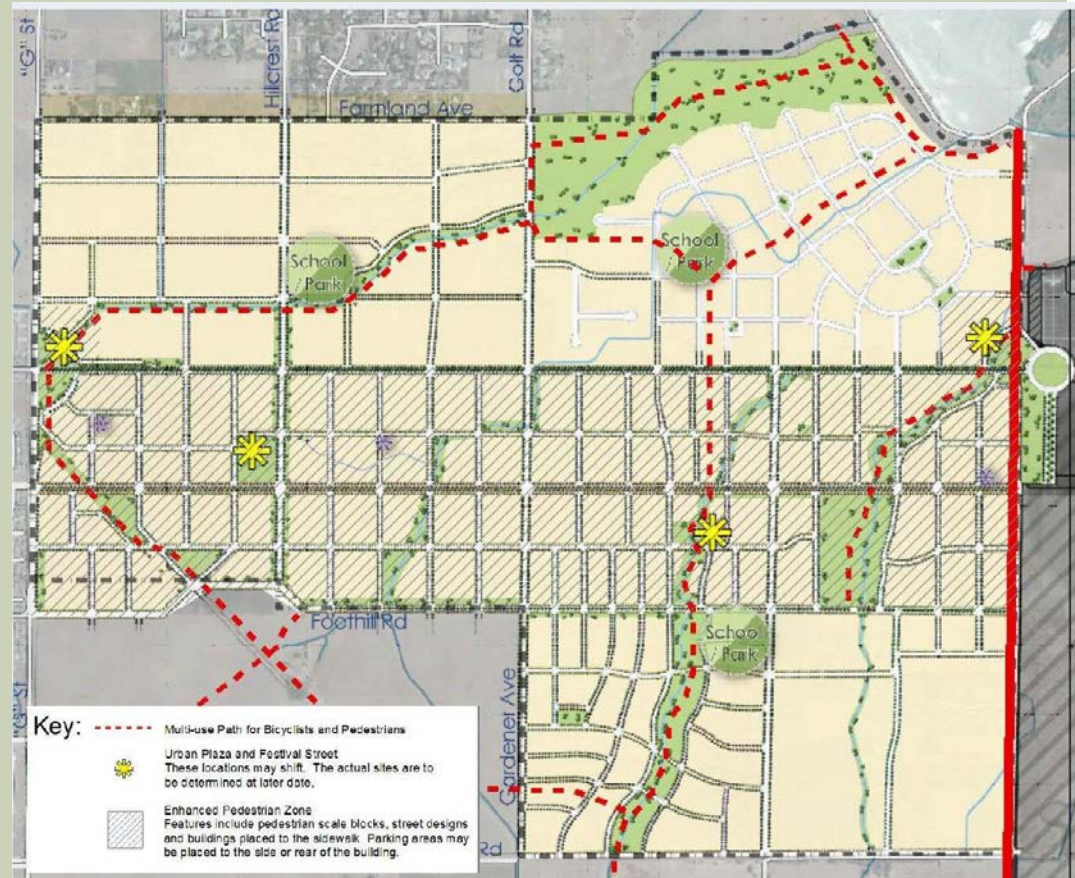 "G" St
Hillcrest Rd
Golf Rd
Farmland Ave
School
/ Park
School
/ Park
Foothill Rd
School
/ Park
"G" St
Gardenet Ave
Rd
Key:
Multi-use Path for Bicyclists and Pedestrians
Urban Plaza and Festival Street
These locations may shift. The actual sites are to
be determined at later date.
Enhanced Pedestrian Zone
Features include pedestrian scale blocks, street designs
and buildings placed to the sidewalk. Parking areas may
be placed to the side or rear of the building.